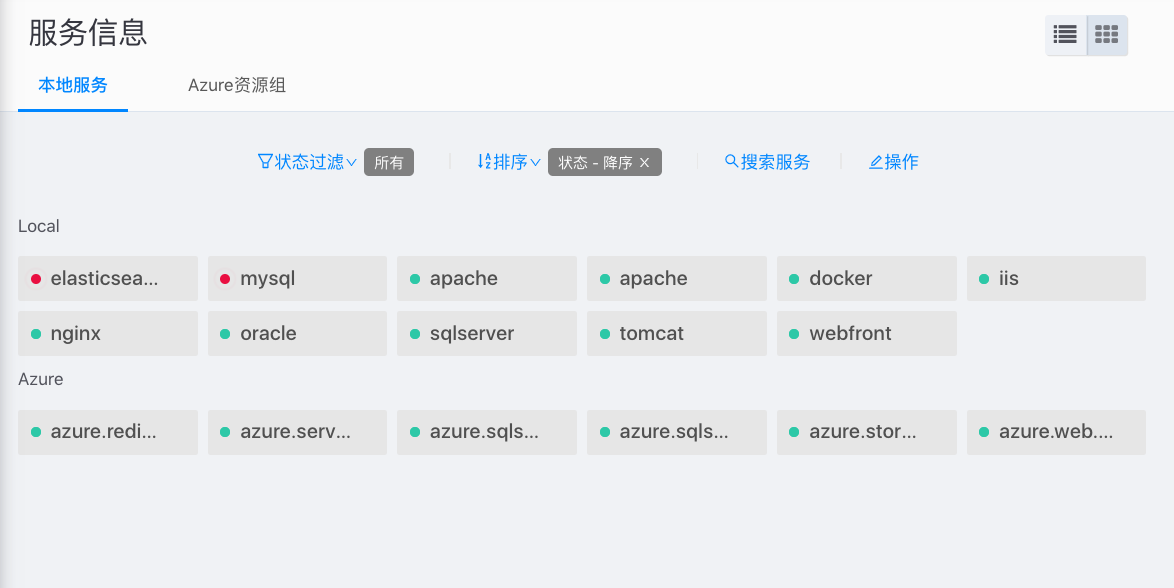 服务信息
本地服务 Azure资源组
状态过滤 所有 排序 状态 - 降序 × 搜索服务 操作
Local
elasticsea... mysql apache apache docker iis
nginx oracle sqlserver tomcat webfront
Azure
azure.redi... azure.serv... azure.sqls... azure.sqls... azure.stor... azure.web....